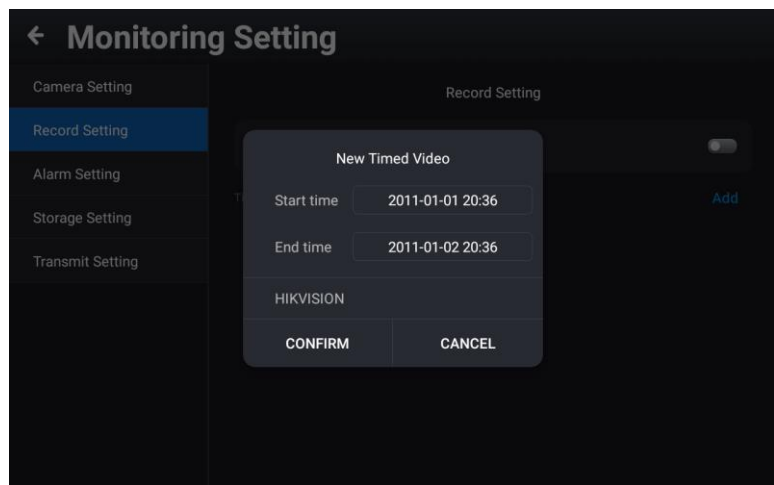 Monitoring Setting
Camera Setting
Record Setting
Alarm Setting
Storage Setting
Transmit Setting
Record Setting
Add
New Timed Video
Start time 2011-01-01 20:36
End time 2011-01-02 20:36
HIKVISION
CONFIRM CANCEL